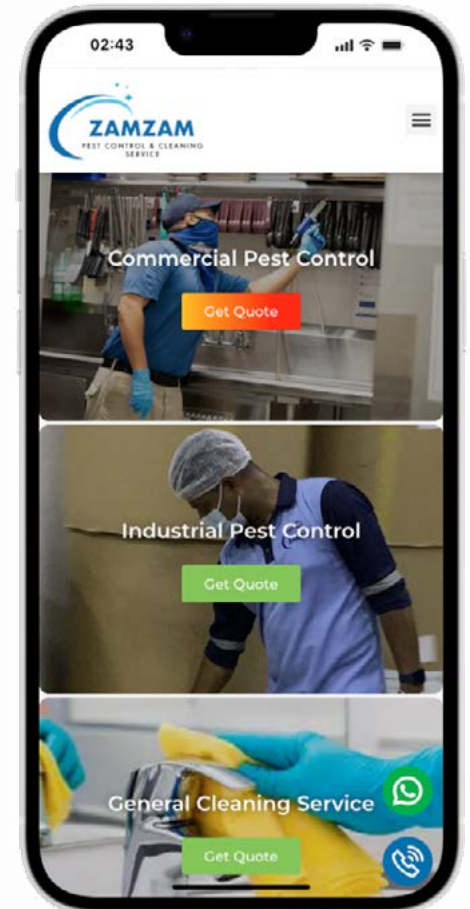 02:43
ZAMZAM
PEST CONTROL & CLEANING
SERVICE
Commercial Pest Control
Get Quote
Industrial Pest Control
Get Quote
General Cleaning Service
Get Quote